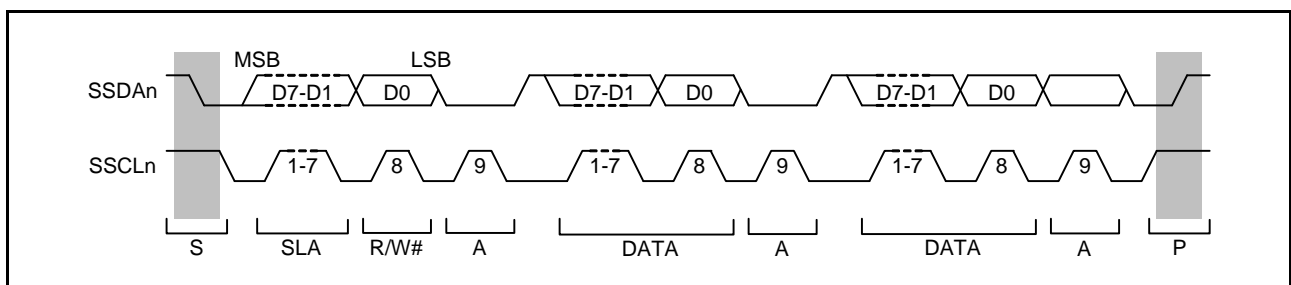 MSB LSB
SSDAn D7-D1 D0 D7-D1 D0 D7-D1 D0
SSCLn 1-7 8 9 1-7 8 9 1-7 8 9
S SLA R/W# A DATA A DATA A P